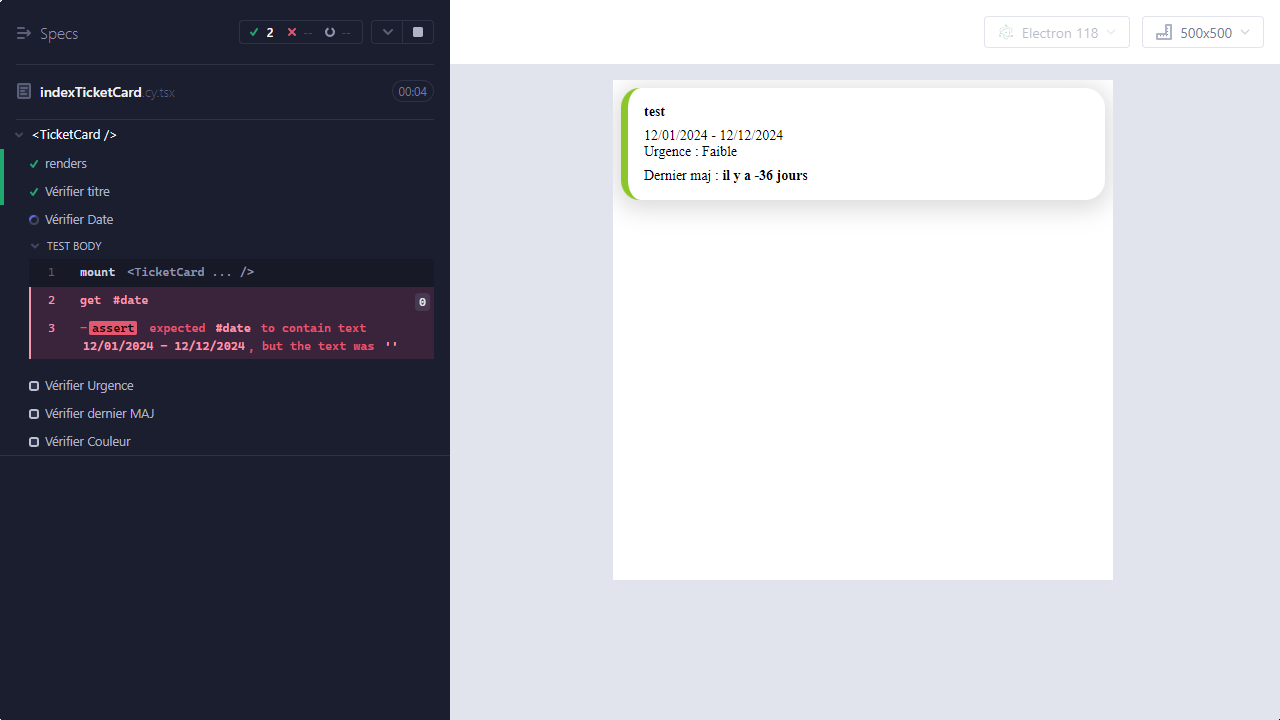 Specs
2
--
--
Electron 118
500x500
indexTicketCard.cy.tsx
00:04
<TicketCard />
renders
Vérifier titre
Vérifier Date
TEST BODY
1 mount <TicketCard ... />
2 get #date 0
3 -assert expected #date to contain text
12/01/2024 - 12/12/2024, but the text was ''
Vérifier Urgence
Vérifier dernier MAJ
Vérifier Couleur
test
12/01/2024 - 12/12/2024
Urgence : Faible
Dernier maj : il y a -36 jours